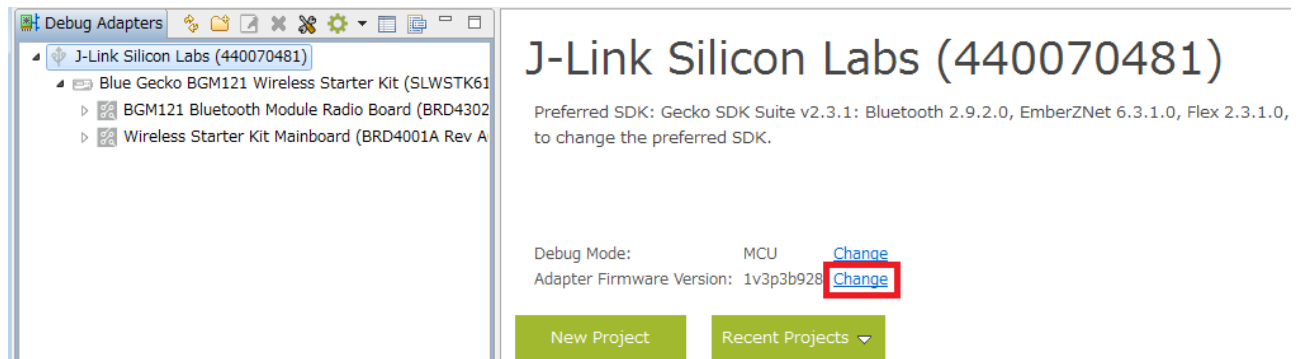 Debug Adapters
J-Link Silicon Labs (440070481)
Blue Gecko BGM121 Wireless Starter Kit (SLWSTK61
BGM121 Bluetooth Module Radio Board (BRD4302
Wireless Starter Kit Mainboard (BRD4001A Rev A
J-Link Silicon Labs (440070481)
Preferred SDK: Gecko SDK Suite v2.3.1: Bluetooth 2.9.2.0, EmberZNet 6.3.1.0, Flex 2.3.1.0,
to change the preferred SDK.
Debug Mode: MCU Change
Adapter Firmware Version: 1v3p3b928 Change
New Project Recent Projects